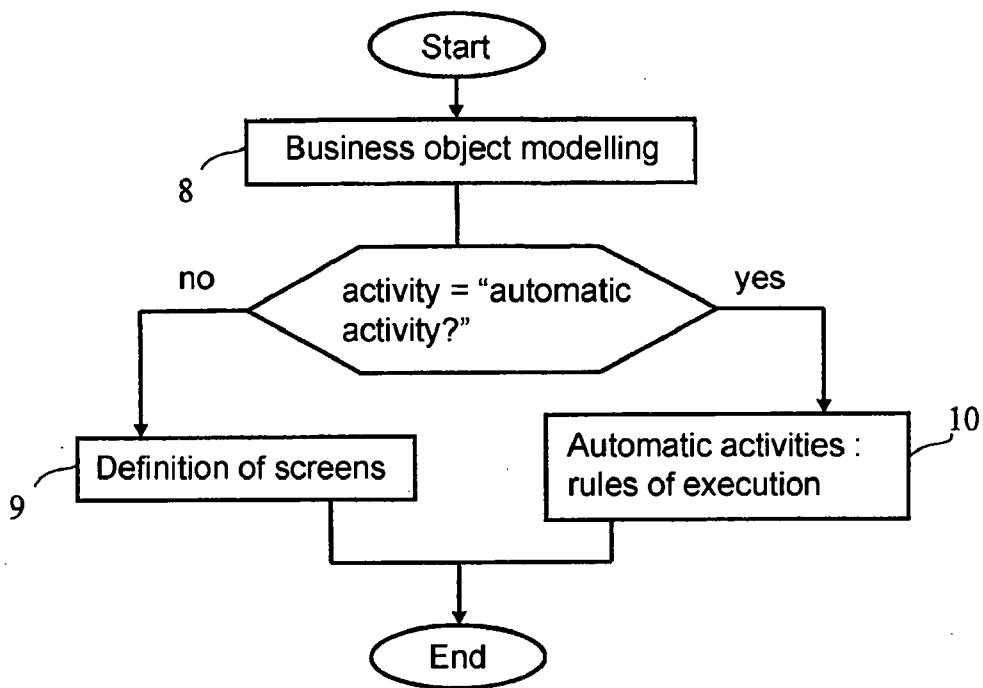 Start
Business object modelling
8
no
activity = “automatic
activity?”
yes
Definition of screens
9
Automatic activities :
rules of execution
10
End